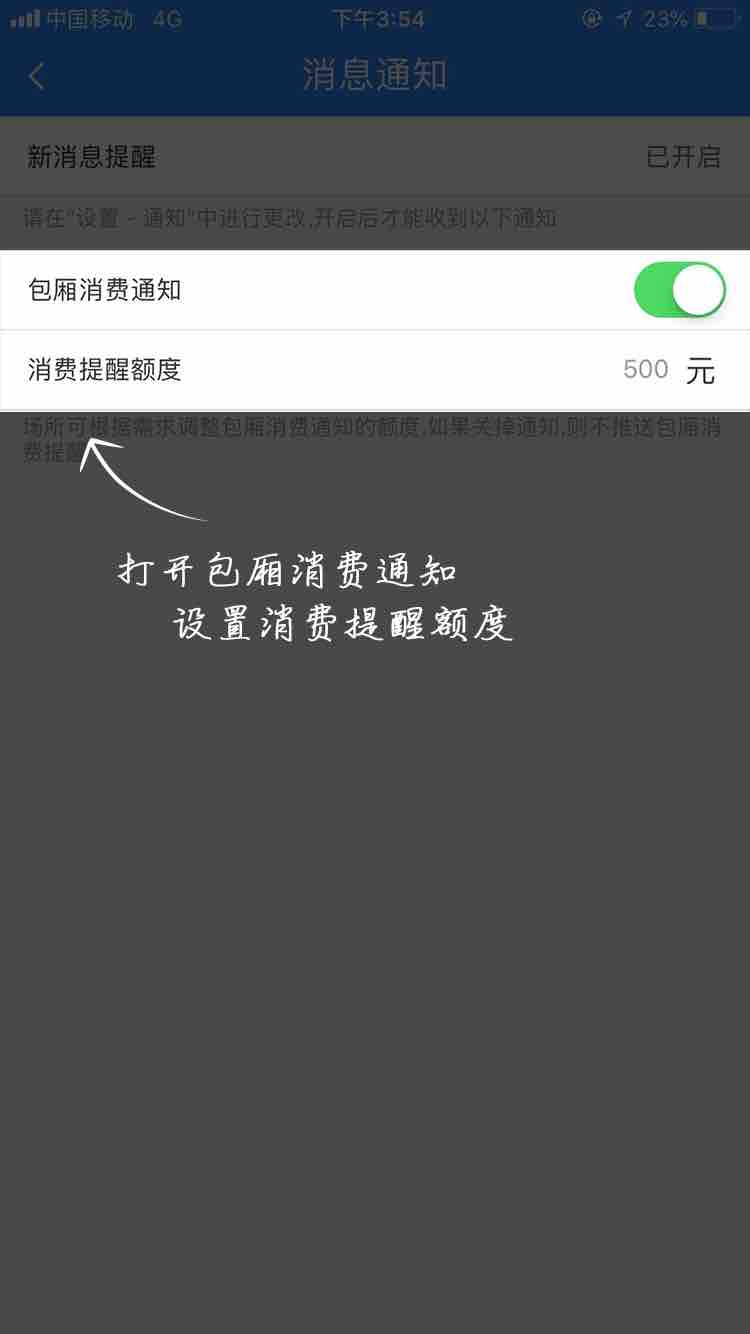 中国移动 4G 下午3:54 23%
消息通知
新消息提醒 已开启
请在"设置 - 通知"中进行更改,开启后才能收到以下通知
包厢消费通知
消费提醒额度 500 元
场所可根据需求调整包厢消费通知的额度,如果关掉通知,则不推送包厢消
费提醒
打开包厢消费通知
设置消费提醒额度